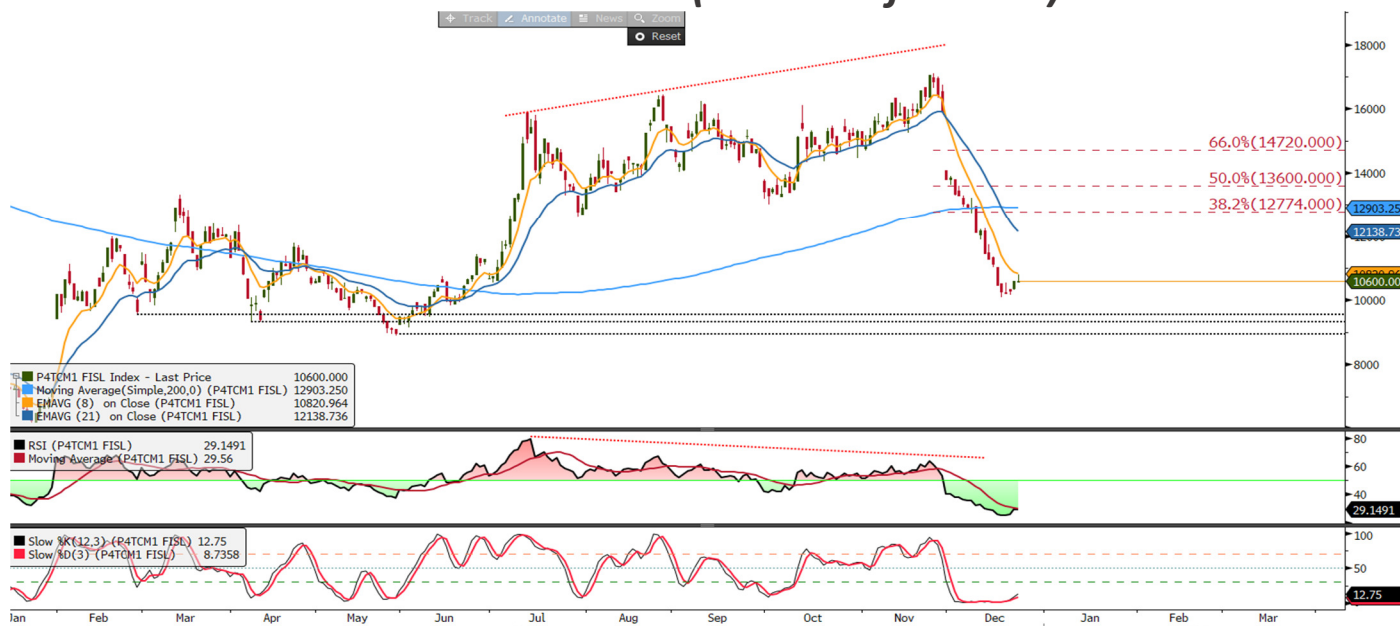 Track Annotate News Zoom
Reset
18000
16000
66.0%(14720.000)
14000
50.0%(13600.000)
38.2%(12774.000)
12903.25
12138.73
10600.00
10000
8000
P4TCM1 FISL Index - Last Price 10600.000
Moving Average(Simple,200,0) (P4TCM1 FISL) 12903.250
EMAVG (8) on Close (P4TCM1 FISL) 10820.964
EMAVG (21) on Close (P4TCM1 FISL) 12138.736
80
RSI (P4TCM1 FISL) 29.1491
Moving Average (P4TCM1 FISL) 29.56
60
40
29.1491
100
Slow %K(12,3) (P4TCM1 FISL) 12.75
Slow %D(3) (P4TCM1 FISL) 8.7358
50
12.75
Jan Feb Mar Apr May Jun Jul Aug Sep Oct Nov Dec Jan Feb Mar